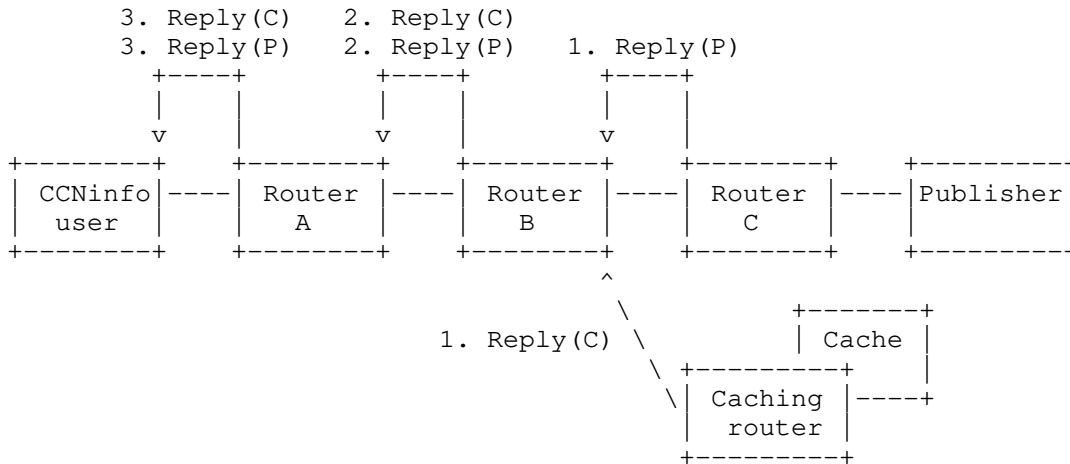 3. Reply(C) 2. Reply(C)
3. Reply(P) 2. Reply(P) 1. Reply(P)
CCNinfo Router Router Router Publisher
user A B C
1. Reply(C) Cache
Caching
router